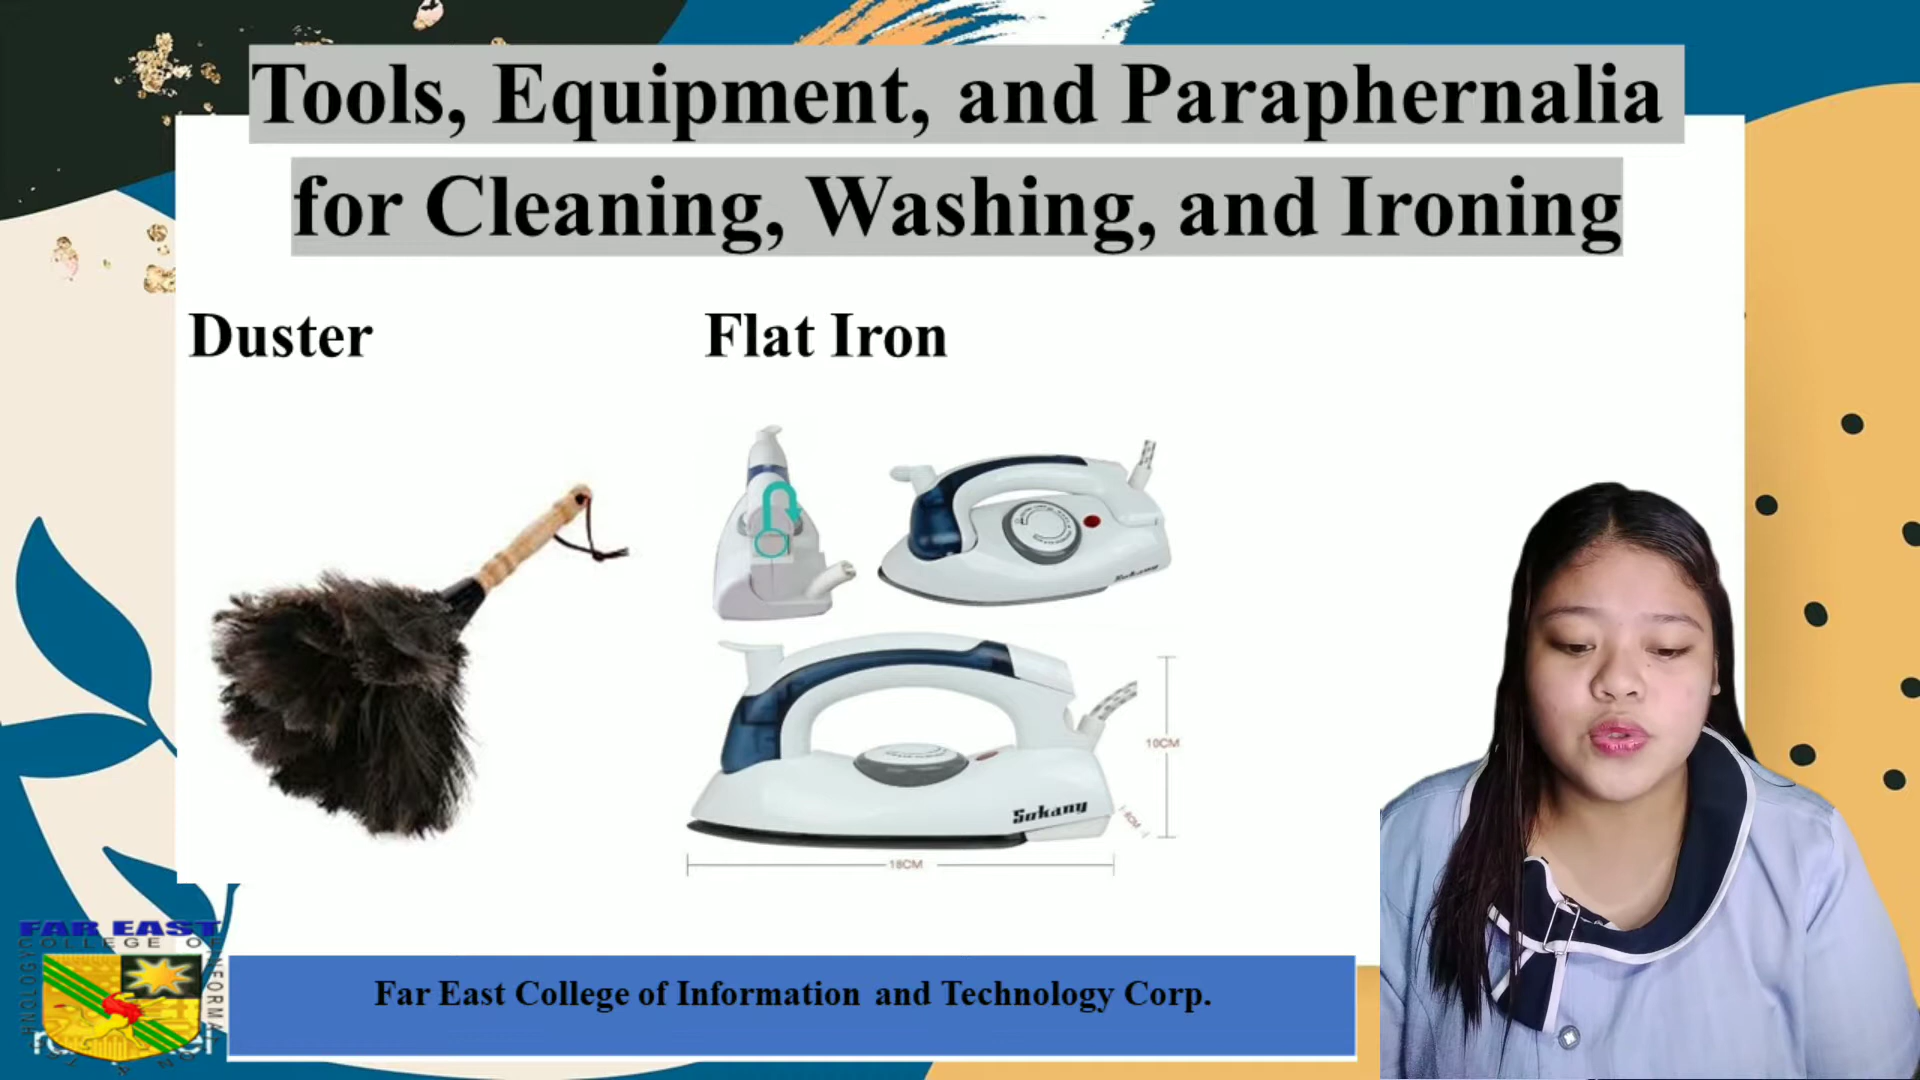 Tools, Equipment, and Paraphernalia
for Cleaning, Washing, and Ironing
Duster
Flat Iron
Sokany
10CM
Sokany
18CM
FAR EAST
COLLEGE OF
Far East College of Information and Technology Corp.